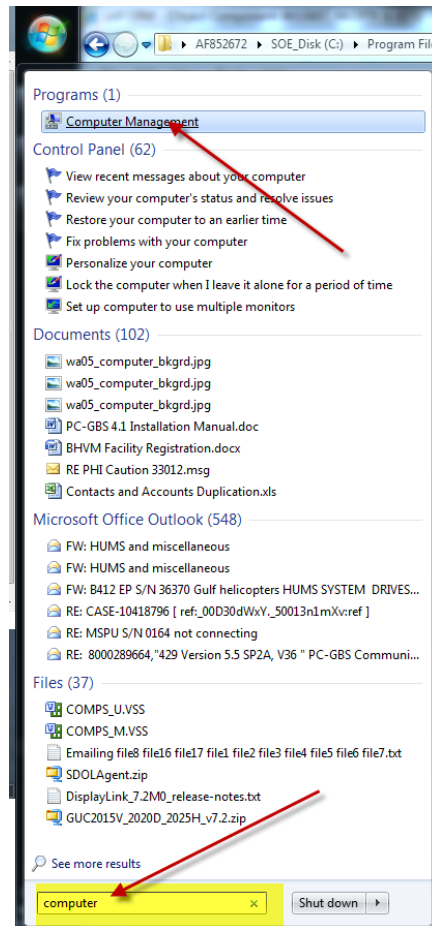 AF852672 ▸ SOE_Disk (C:) ▸ Program File
Programs (1)
Computer Management
Control Panel (62)
View recent messages about your computer
Review your computer's status and resolve issues
Restore your computer to an earlier time
Fix problems with your computer
Personalize your computer
Lock the computer when I leave it alone for a period of time
Set up computer to use multiple monitors
Documents (102)
wa05_computer_bkgrd.jpg
wa05_computer_bkgrd.jpg
wa05_computer_bkgrd.jpg
PC-GBS 4.1 Installation Manual.doc
BHVM Facility Registration.docx
RE PHI Caution 33012.msg
Contacts and Accounts Duplication.xls
Microsoft Office Outlook (548)
FW: HUMS and miscellaneous
FW: HUMS and miscellaneous
FW: B412 EP S/N 36370 Gulf helicopters HUMS SYSTEM  DRIVES...
RE: CASE-10418796 [ ref:_00D30dWxY._50013n1mXv:ref ]
RE: MSPU S/N 0164 not connecting
RE:  8000289664,"429 Version 5.5 SP2A, V36 " PC-GBS Communi...
Files (37)
COMPS_U.VSS
COMPS_M.VSS
Emailing file8 file16 file17 file1 file2 file3 file4 file5 file6 file7.txt
SDOLAgent.zip
DisplayLink_7.2M0_release-notes.txt
GUC2015V_2020D_2025H_v7.2.zip
See more results
computer
Shut down